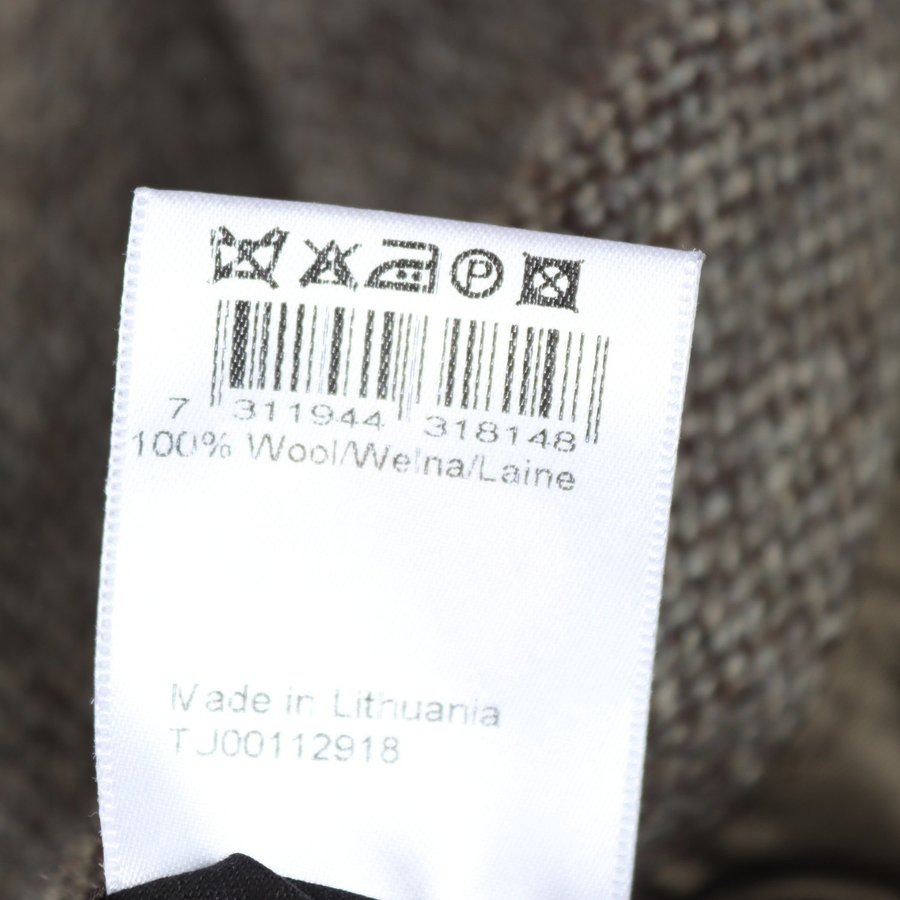 P
7 311944 318148
100% Wool/Welna/Laine
Made in Lithuania
TJ00112918